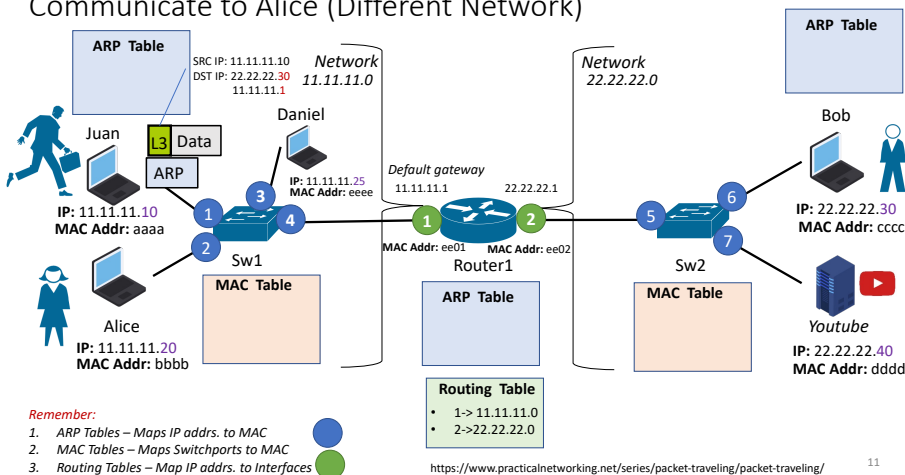 Communicate to Alice (Different Network)
ARP Table
SRC IP: 11.11.11.10
DST IP: 22.22.22.30
11.11.11.1
Network
11.11.11.0
Network
22.22.22.0
ARP Table
Juan
L3 Data
ARP
Daniel
IP: 11.11.11.25
MAC Addr: eeee
Default gateway
11.11.11.1
22.22.22.1
Bob
IP: 11.11.11.10
MAC Addr: aaaa
1
2
3
4
Sw1
1
2
MAC Addr: ee01
MAC Addr: ee02
Router1
5
6
7
Sw2
IP: 22.22.22.30
MAC Addr: cccc
Alice
IP: 11.11.11.20
MAC Addr: bbbb
MAC Table
ARP Table
MAC Table
Youtube
IP: 22.22.22.40
MAC Addr: dddd
Routing Table
• 1-> 11.11.11.0
• 2->22.22.22.0
Remember:
1. ARP Tables – Maps IP addrs. to MAC
2. MAC Tables – Maps Switchports to MAC
3. Routing Tables – Map IP addrs. to Interfaces
https://www.practicalnetworking.net/series/packet-traveling/packet-traveling/
11